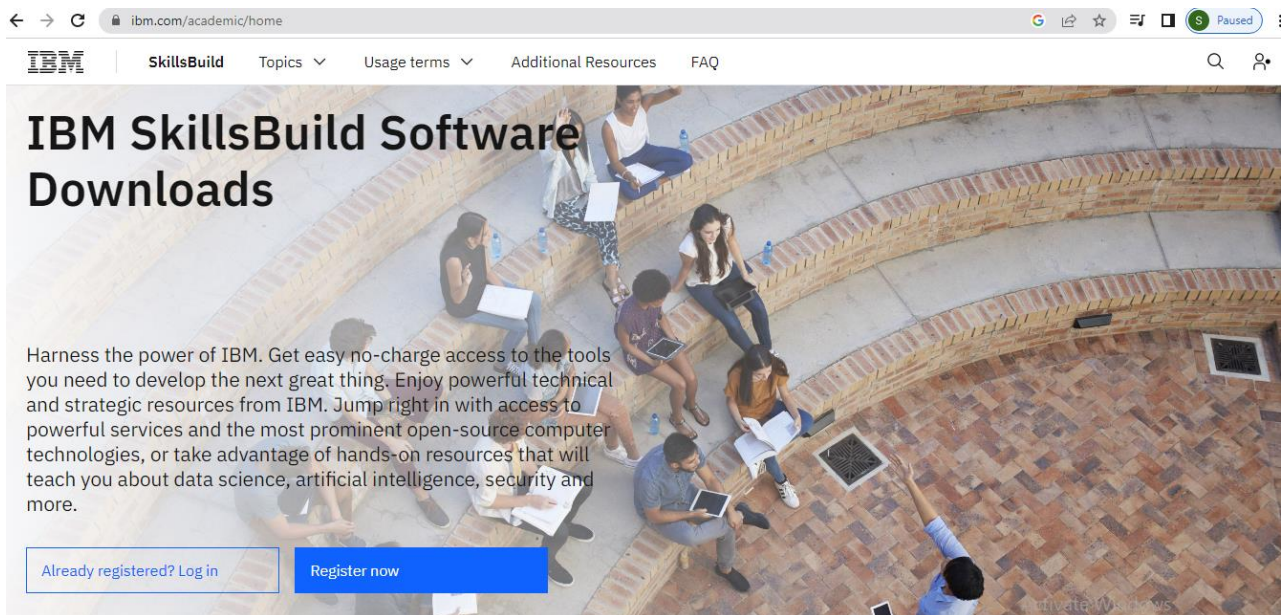 ibm.com/academic/home
S Paused
IBM SkillsBuild Topics Usage terms Additional Resources FAQ
IBM SkillsBuild Software
Downloads
Harness the power of IBM. Get easy no-charge access to the tools
you need to develop the next great thing. Enjoy powerful technical
and strategic resources from IBM. Jump right in with access to
powerful services and the most prominent open-source computer
technologies, or take advantage of hands-on resources that will
teach you about data science, artificial intelligence, security and
more.
Already registered? Log in
Register now
Activate Windows